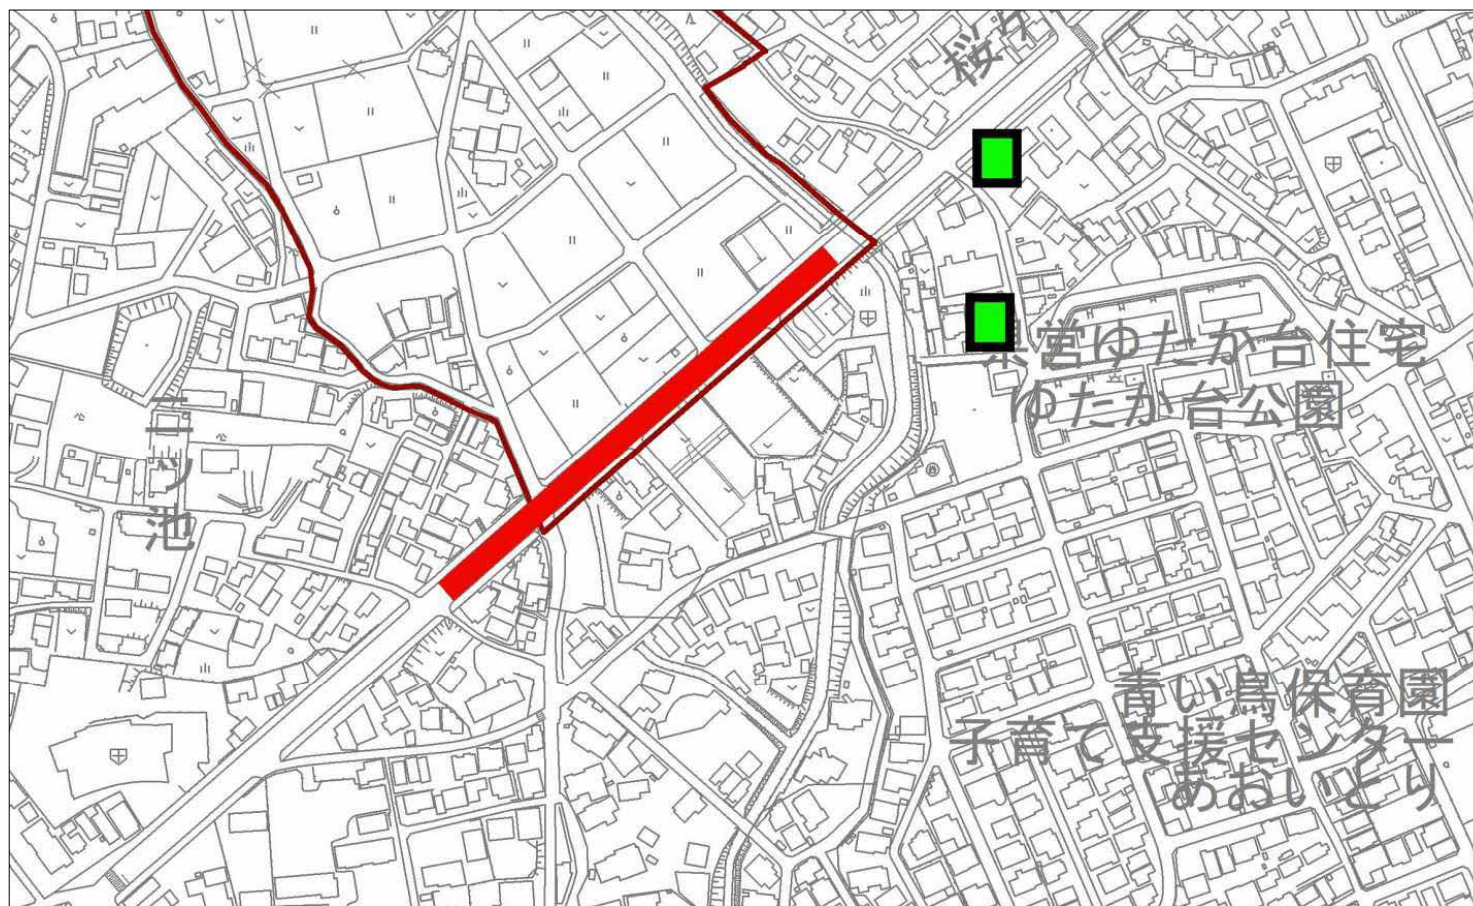 桜ケ
県営ゆたか台住宅
ゆたか台公園
二ツ池
青い鳥保育園
子育て支援センター
あおいとり